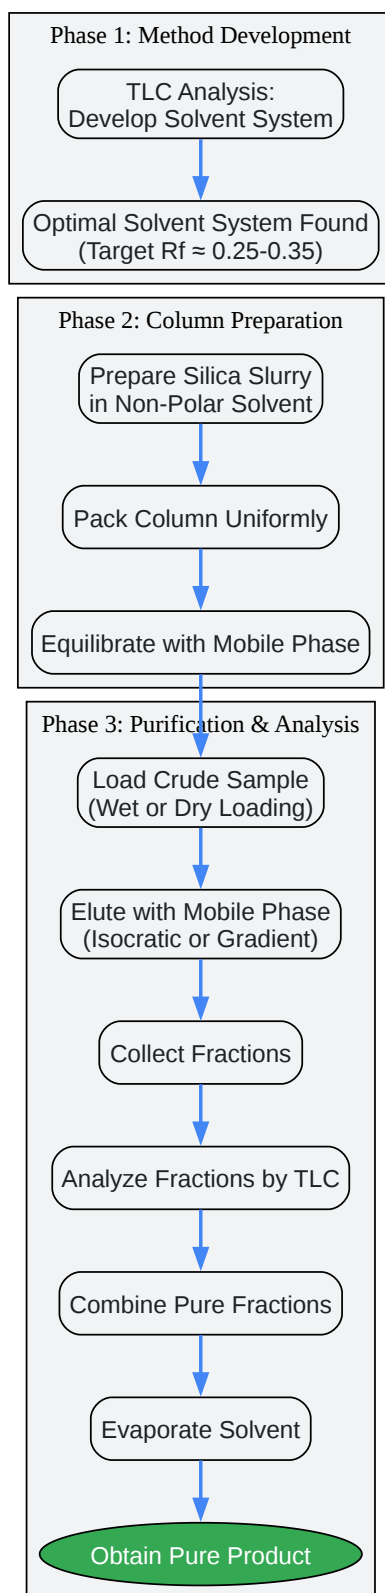 Phase 1: Method Development
TLC Analysis:
Develop Solvent System
Optimal Solvent System Found
(Target Rf ≈ 0.25-0.35)
Phase 2: Column Preparation
Prepare Silica Slurry
in Non-Polar Solvent
Pack Column Uniformly
Equilibrate with Mobile Phase
Phase 3: Purification & Analysis
Load Crude Sample
(Wet or Dry Loading)
Elute with Mobile Phase
(Isocratic or Gradient)
Collect Fractions
Analyze Fractions by TLC
Combine Pure Fractions
Evaporate Solvent
Obtain Pure Product